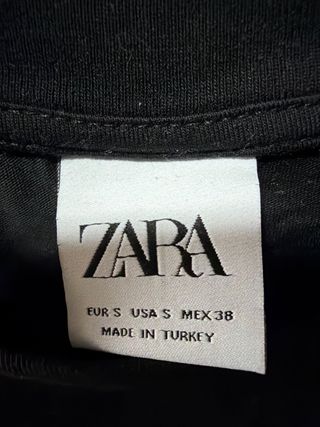 ZARA
EUR S USA S MEX 38
MADE IN TURKEY